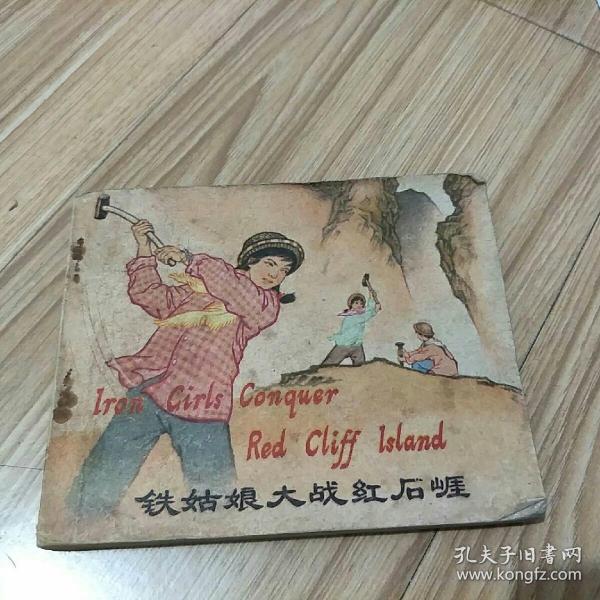 Iron Girls Conquer
Red Cliff Island
铁姑娘大战红石崕
孔夫子旧书网
www.kongfz.com